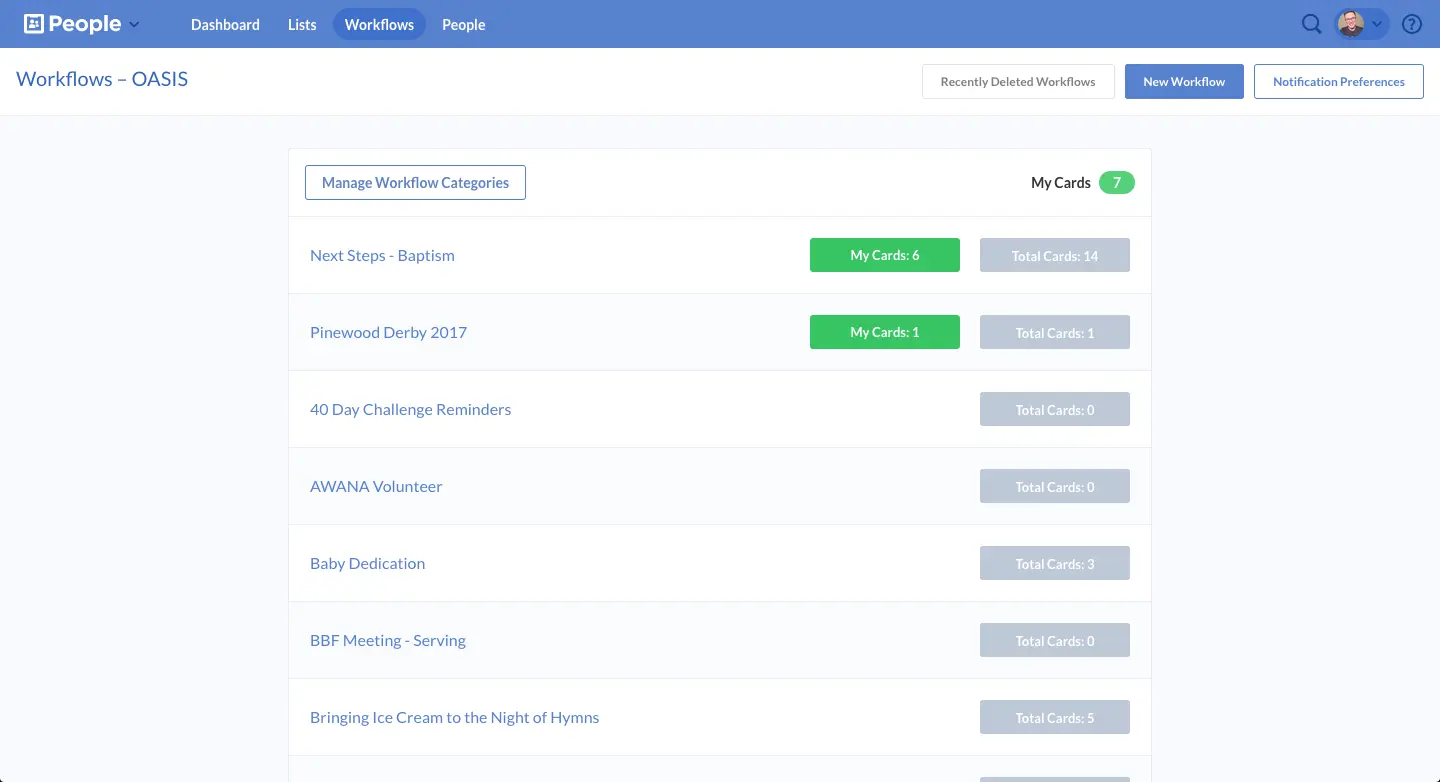 People Dashboard Lists Workflows People ?
Workflows – OASIS
Recently Deleted Workflows New Workflow Notification Preferences
Manage Workflow Categories My Cards 7
Next Steps - Baptism My Cards: 6 Total Cards: 14
Pinewood Derby 2017 My Cards: 1 Total Cards: 1
40 Day Challenge Reminders Total Cards: 0
AWANA Volunteer Total Cards: 0
Baby Dedication Total Cards: 3
BBF Meeting - Serving Total Cards: 0
Bringing Ice Cream to the Night of Hymns Total Cards: 5